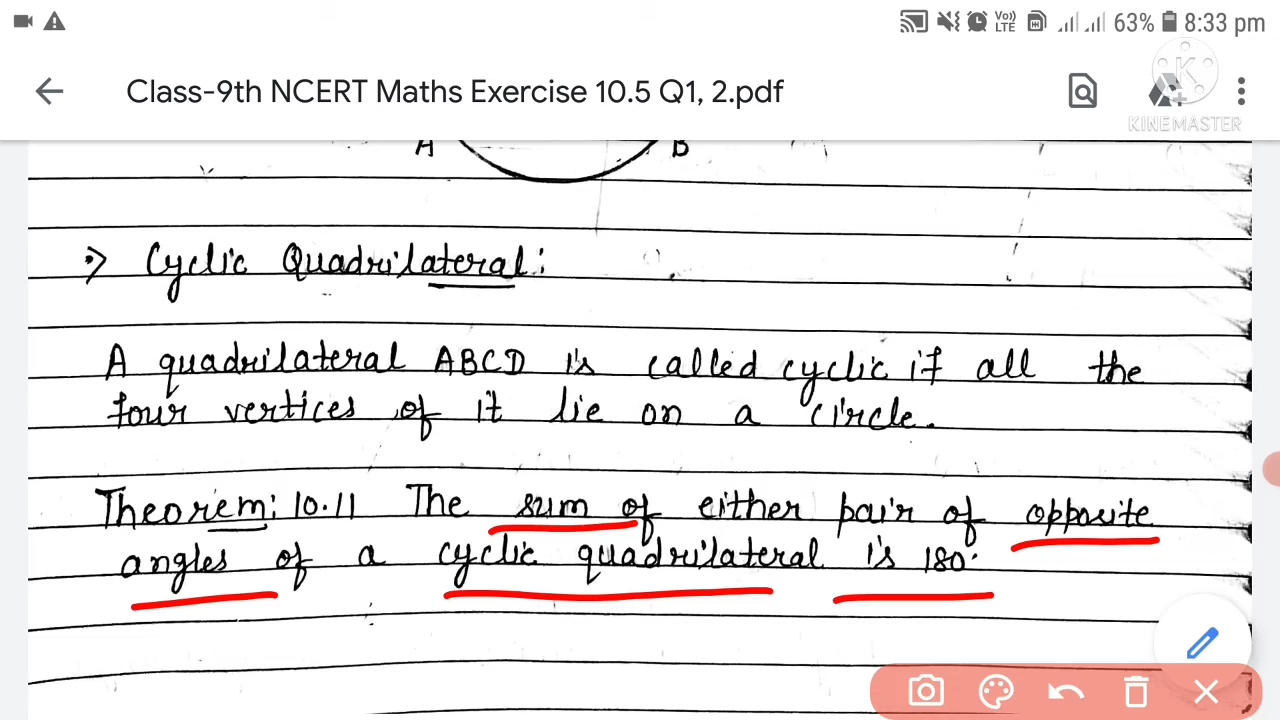 Vo)) LTE 63% 8:33 pm
Class-9th NCERT Maths Exercise 10.5 Q1, 2.pdf
K
KINEMASTER
A B
Cyclic Quadrilateral:
A quadrilateral ABCD is called cyclic if all the
four vertices of it lie on a circle.
Theorem: 10.11 The sum of either pair of opposite
angles of a cyclic quadrilateral is 180°